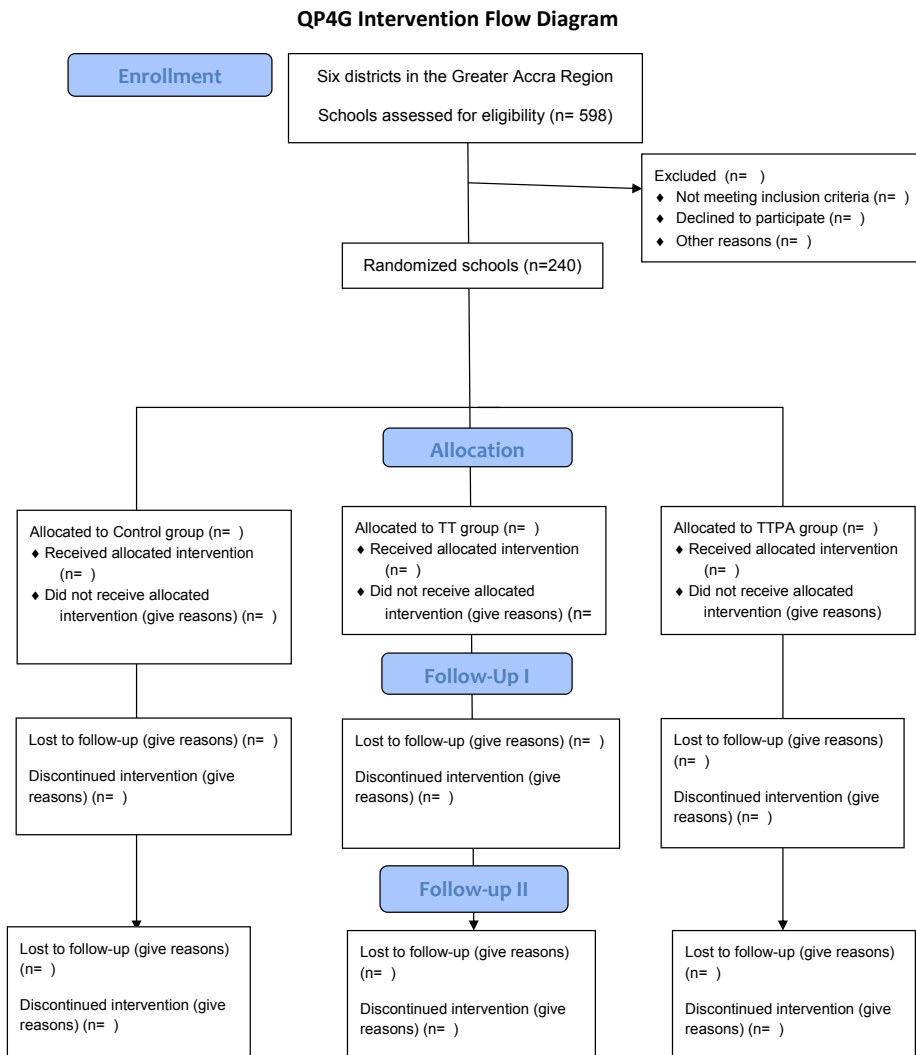 QP4G Intervention Flow Diagram
Enrollment
Six districts in the Greater Accra Region
Schools assessed for eligibility (n= 598)
Excluded (n=  )
♦ Not meeting inclusion criteria (n=  )
♦ Declined to participate (n=  )
♦ Other reasons (n=  )
Randomized schools (n=240)
Allocation
Allocated to Control group (n=  )
♦ Received allocated intervention
(n=  )
♦ Did not receive allocated
intervention (give reasons) (n=  )
Allocated to TT group (n=  )
♦ Received allocated intervention
(n=  )
♦ Did not receive allocated
intervention (give reasons) (n=
Allocated to TTPA group (n=  )
♦ Received allocated intervention
(n=  )
♦ Did not receive allocated
intervention (give reasons)
Follow-Up I
Lost to follow-up (give reasons) (n=  )
Discontinued intervention (give
reasons) (n=  )
Lost to follow-up (give reasons) (n=  )
Discontinued intervention (give
reasons) (n=  )
Lost to follow-up (give reasons)
(n=  )
Discontinued intervention (give
reasons) (n=  )
Follow-up II
Lost to follow-up (give reasons)
(n=  )
Discontinued intervention (give
reasons) (n=  )
Lost to follow-up (give reasons)
(n=  )
Discontinued intervention (give
reasons) (n=  )
Lost to follow-up (give reasons)
(n=  )
Discontinued intervention (give
reasons) (n=  )